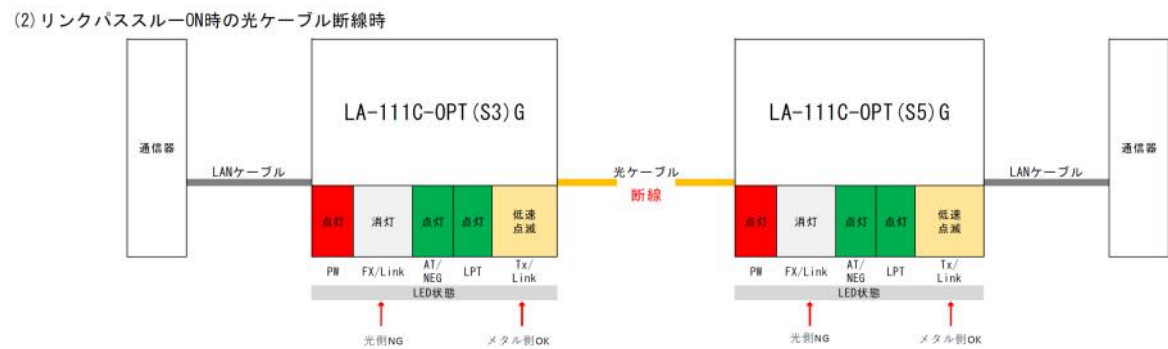 (2)リンクパススルーON時の光ケーブル断線時
通信器
LANケーブル
LA-111C-OPT(S3)G
光ケーブル
断線
LA-111C-OPT(S5)G
LANケーブル
通信器
点灯 消灯 点灯 点灯 低速
点滅
PW FX/Link AT/
NEG LPT Tx/
Link
LED状態
光側NG メタル側OK
点灯 消灯 点灯 点灯 低速
点滅
PW FX/Link AT/
NEG LPT Tx/
Link
LED状態
光側NG メタル側OK